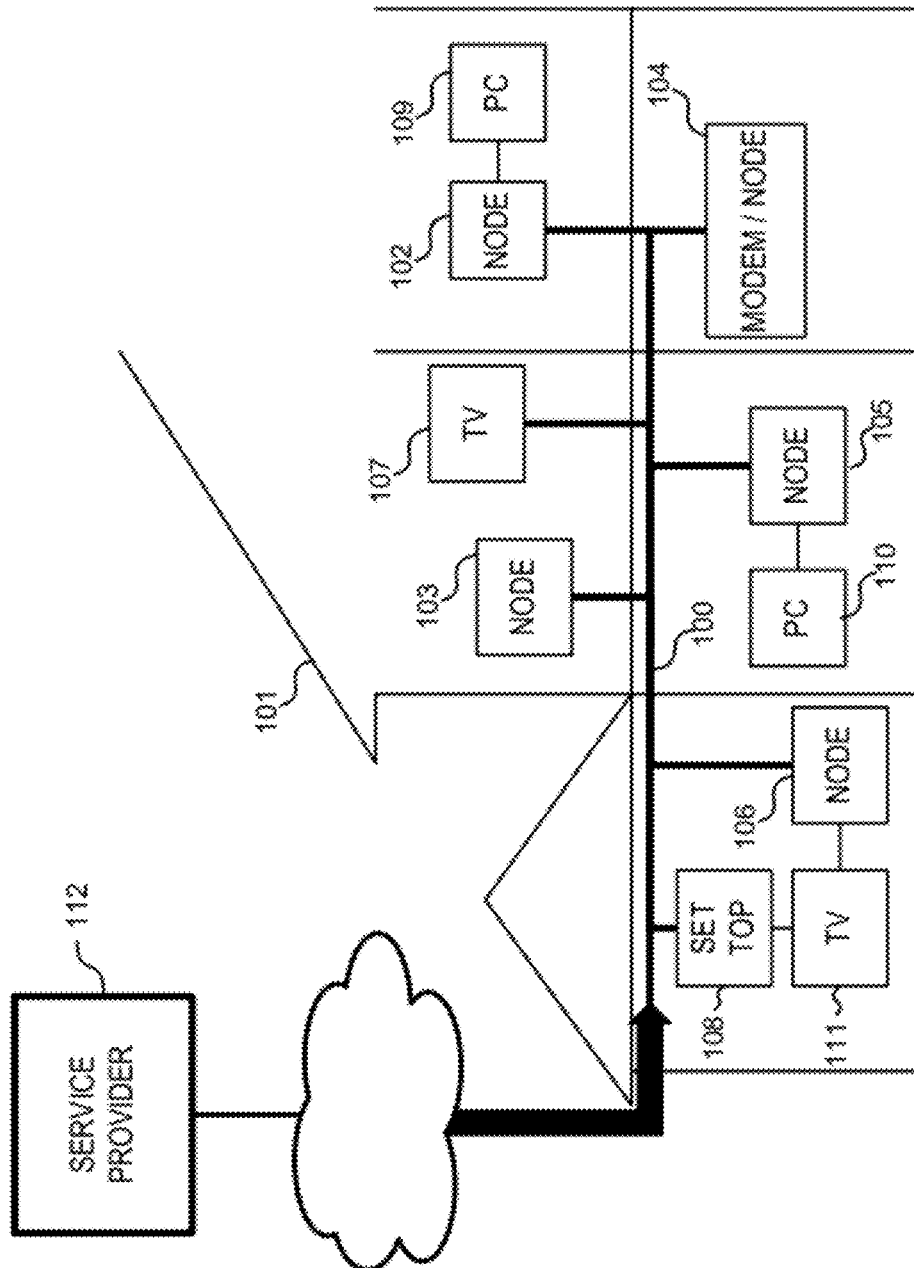 SERVICE
PROVIDER
112
101
103
NODE
107
TV
102
NODE
109
PC
100
SET
TOP
108
TV
111
106
NODE
PC
110
NODE
105
MODEM / NODE
104